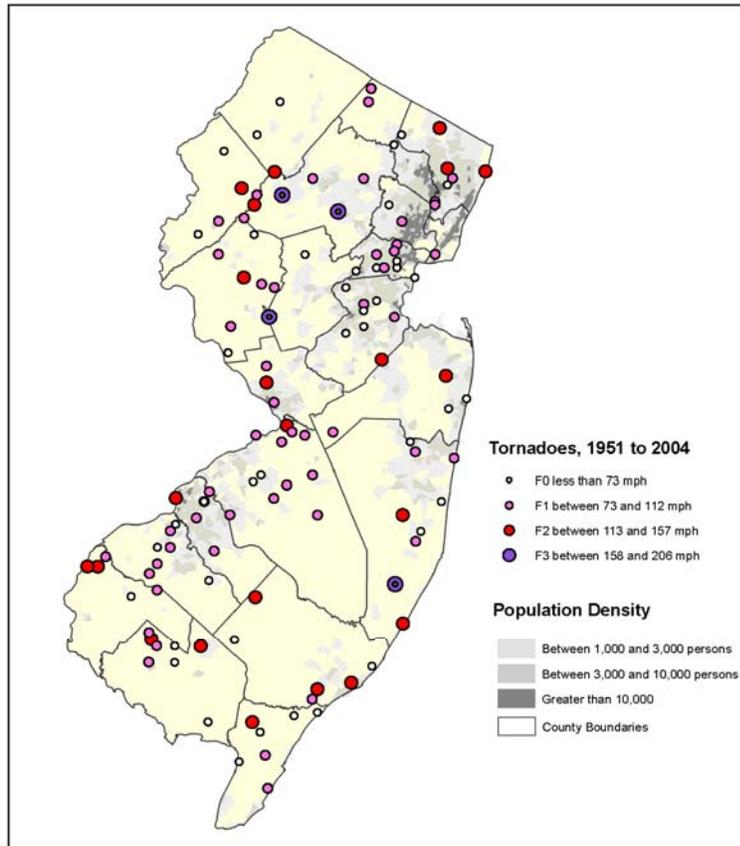 Tornadoes, 1951 to 2004
F0 less than 73 mph
F1 between 73 and 112 mph
F2 between 113 and 157 mph
F3 between 158 and 206 mph
Population Density
Between 1,000 and 3,000 persons
Between 3,000 and 10,000 persons
Greater than 10,000
County Boundaries